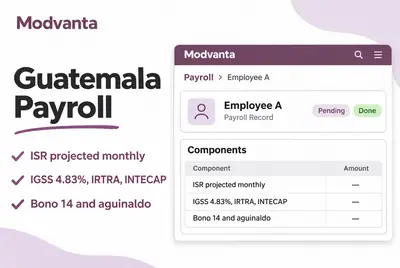 Modvanta
Guatemala
Payroll
ISR projected monthly
IGSS 4.83%, IRTRA, INTECAP
Bono 14 and aguinaldo
Modvanta
Payroll > Employee A
Employee A
Payroll Record
Pending
Done
Components
Component Amount
ISR projected monthly —
IGSS 4.83%, IRTRA, INTECAP —
Bono 14 and aguinaldo —